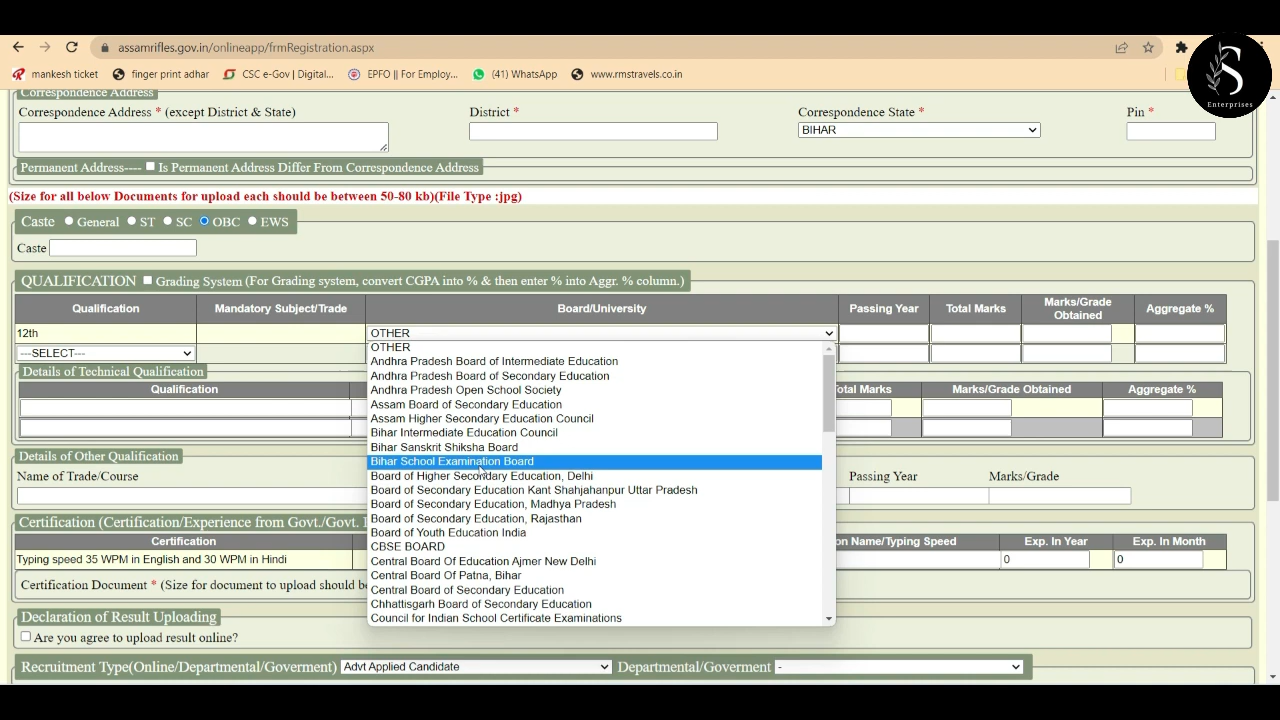 assamrifles.gov.in/onlineapp/frmRegistration.aspx
mankesh ticket finger print adhar CSC e-Gov | Digital... EPFO || For Employ... (41) WhatsApp www.rmstravels.co.in
S
Enterprises
Correspondence Address
Correspondence Address * (except District & State) District * Correspondence State * Pin *
BIHAR
Permanent Address---- Is Permanent Address Differ From Correspondence Address
(Size for all below Documents for upload each should be between 50-80 kb)(File Type :jpg)
Caste General ST SC OBC EWS
Caste
QUALIFICATION Grading System (For Grading system, convert CGPA into % & then enter % into Aggr. % column.)
Qualification Mandatory Subject/Trade Board/University Passing Year Total Marks Marks/Grade Obtained Aggregate %
12th OTHER
---SELECT---
OTHER
Andhra Pradesh Board of Intermediate Education
Andhra Pradesh Board of Secondary Education
Andhra Pradesh Open School Society
Assam Board of Secondary Education
Assam Higher Secondary Education Council
Bihar Intermediate Education Council
Bihar Sanskrit Shiksha Board
Bihar School Examination Board
Board of Higher Secondary Education, Delhi
Board of Secondary Education Kant Shahjahanpur Uttar Pradesh
Board of Secondary Education, Madhya Pradesh
Board of Secondary Education, Rajasthan
Board of Youth Education India
CBSE BOARD
Central Board Of Education Ajmer New Delhi
Central Board Of Patna, Bihar
Central Board of Secondary Education
Chhattisgarh Board of Secondary Education
Council for Indian School Certificate Examinations
Details of Technical Qualification
Qualification otal Marks Marks/Grade Obtained Aggregate %
Details of Other Qualification
Name of Trade/Course Passing Year Marks/Grade
Certification (Certification/Experience from Govt./Govt.
Certification on Name/Typing Speed Exp. In Year Exp. In Month
Typing speed 35 WPM in English and 30 WPM in Hindi 0 0
Certification Document * (Size for document to upload should be
Declaration of Result Uploading
Are you agree to upload result online?
Recruitment Type(Online/Departmental/Goverment) Advt Applied Candidate Departmental/Goverment -